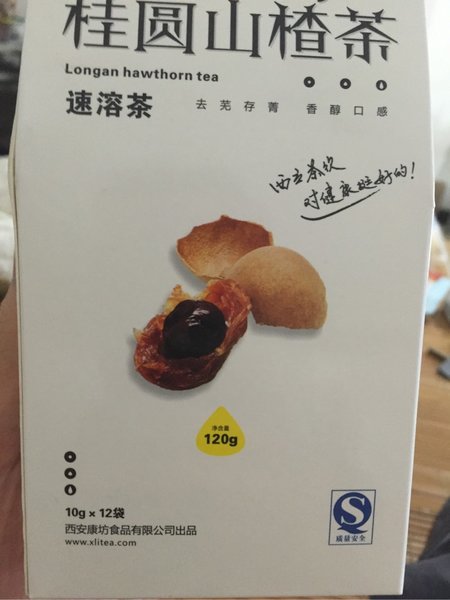 桂圆山楂茶
Longan hawthorn tea
速溶茶
去芜存菁 香醇口感
西立茶饮
对健康挺好的!
净含量
120g
10g × 12袋
西安康坊食品有限公司出品
www.xlitea.com
质量安全